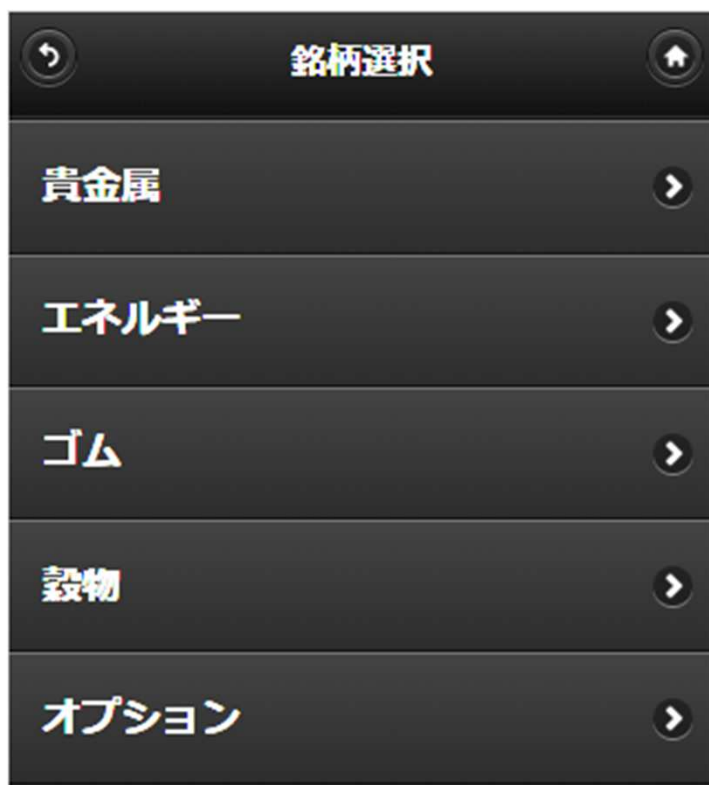 銘柄選択
貴金属
エネルギー
ゴム
穀物
オプション